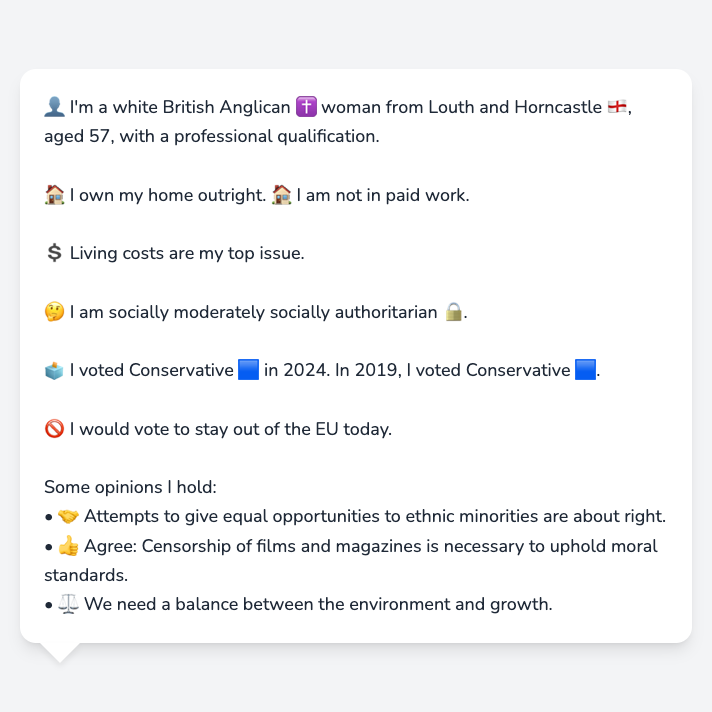 👤 I'm a white British Anglican ✝️ woman from Louth and Horncastle 🏴󠁧󠁢󠁥󠁮󠁧󠁿,
aged 57, with a professional qualification.
🏠 I own my home outright. 🏠 I am not in paid work.
💲 Living costs are my top issue.
🤔 I am socially moderately socially authoritarian 🔒.
🗳️ I voted Conservative 🟦 in 2024. In 2019, I voted Conservative 🟦.
🚫 I would vote to stay out of the EU today.
Some opinions I hold:
• 🤝 Attempts to give equal opportunities to ethnic minorities are about right.
• 👍 Agree: Censorship of films and magazines is necessary to uphold moral
standards.
• ⚖️ We need a balance between the environment and growth.